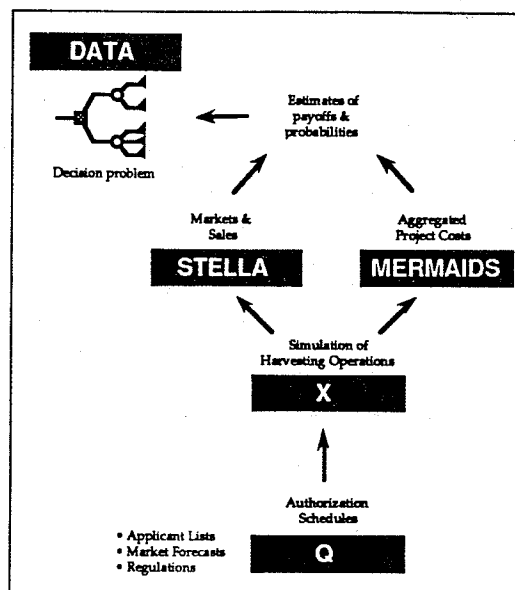 DATA
Decision problem
Estimates of
payoffs &
probabilities
Markets &
Sales
STELLA
Aggregated
Project Costs
MERMAIDS
Simulation of
Harvesting Operations
X
Authorization
Schedules
• Applicant Lists
• Market Forecasts
• Regulations
Q